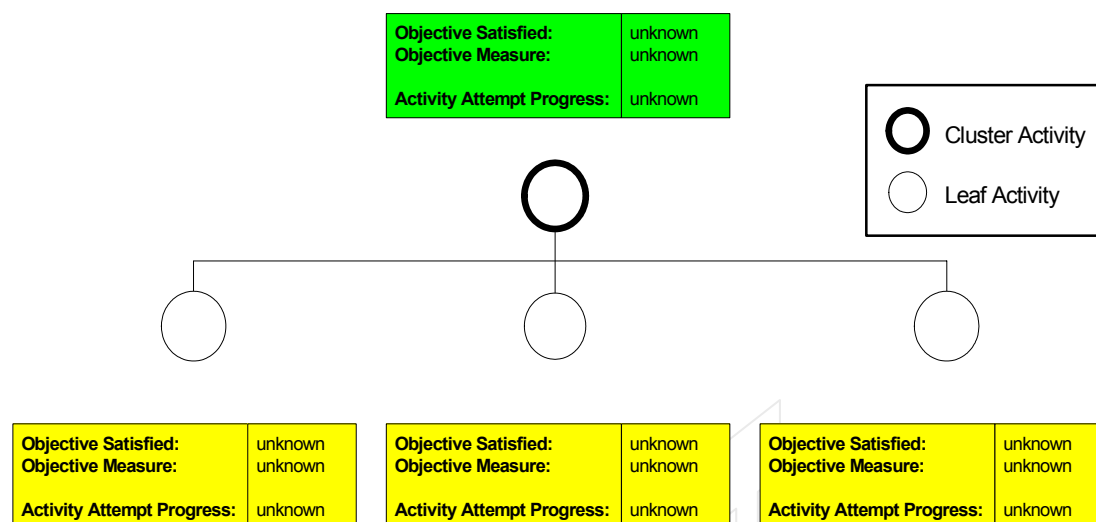 Objective Satisfied: unknown
Objective Measure: unknown
Activity Attempt Progress: unknown
Cluster Activity
Leaf Activity
Objective Satisfied: unknown
Objective Measure: unknown
Activity Attempt Progress: unknown
Objective Satisfied: unknown
Objective Measure: unknown
Activity Attempt Progress: unknown
Objective Satisfied: unknown
Objective Measure: unknown
Activity Attempt Progress: unknown